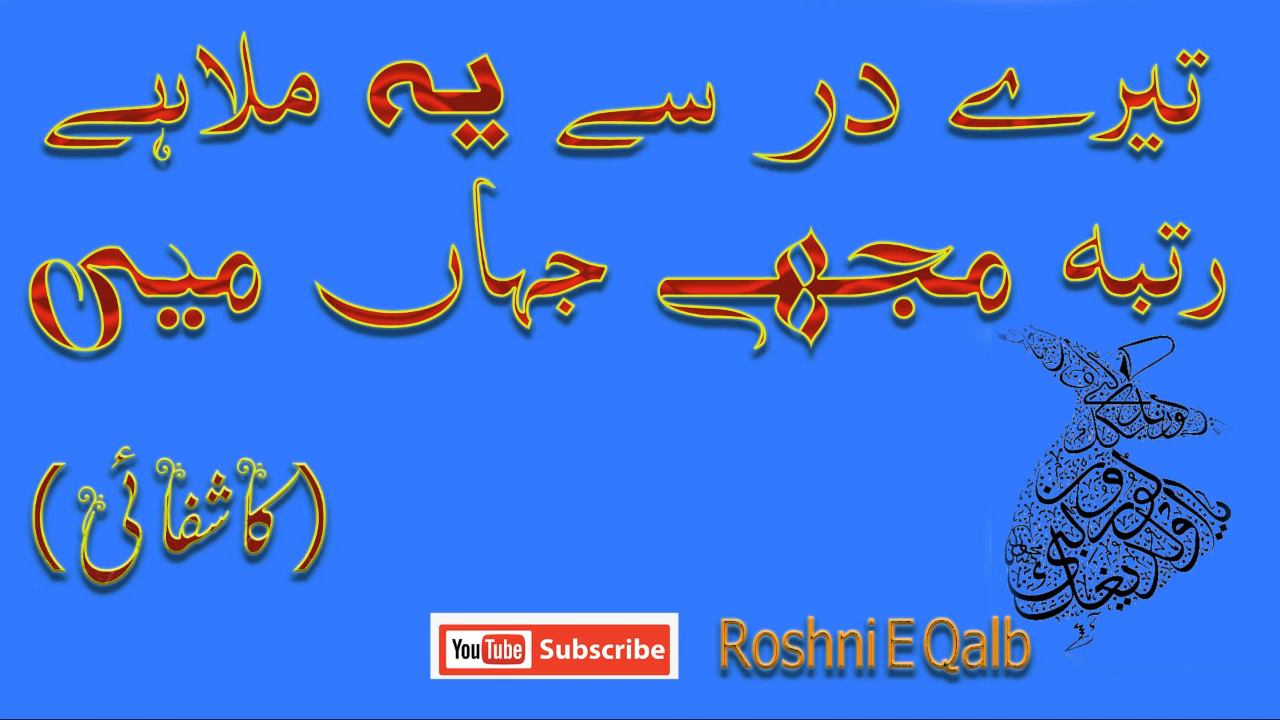 تیرے در سے یہ ملا ہے
رتبہ مجھے جہاں میں
(کاشفائی)
YouTube Subscribe
Roshni E Qalb